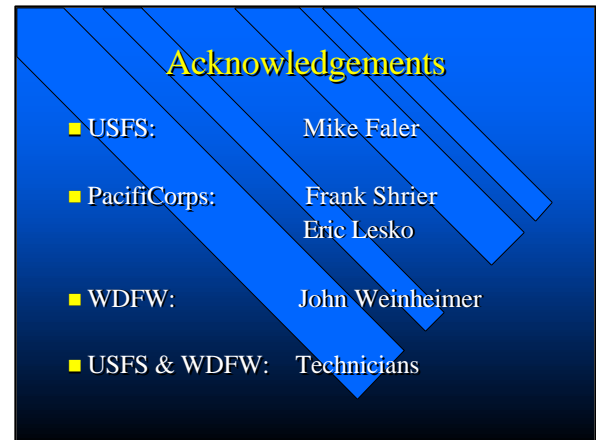 Acknowledgements
USFS: Mike Faler
PacifiCorps: Frank Shrier
Eric Lesko
WDFW: John Weinheimer
USFS & WDFW: Technicians